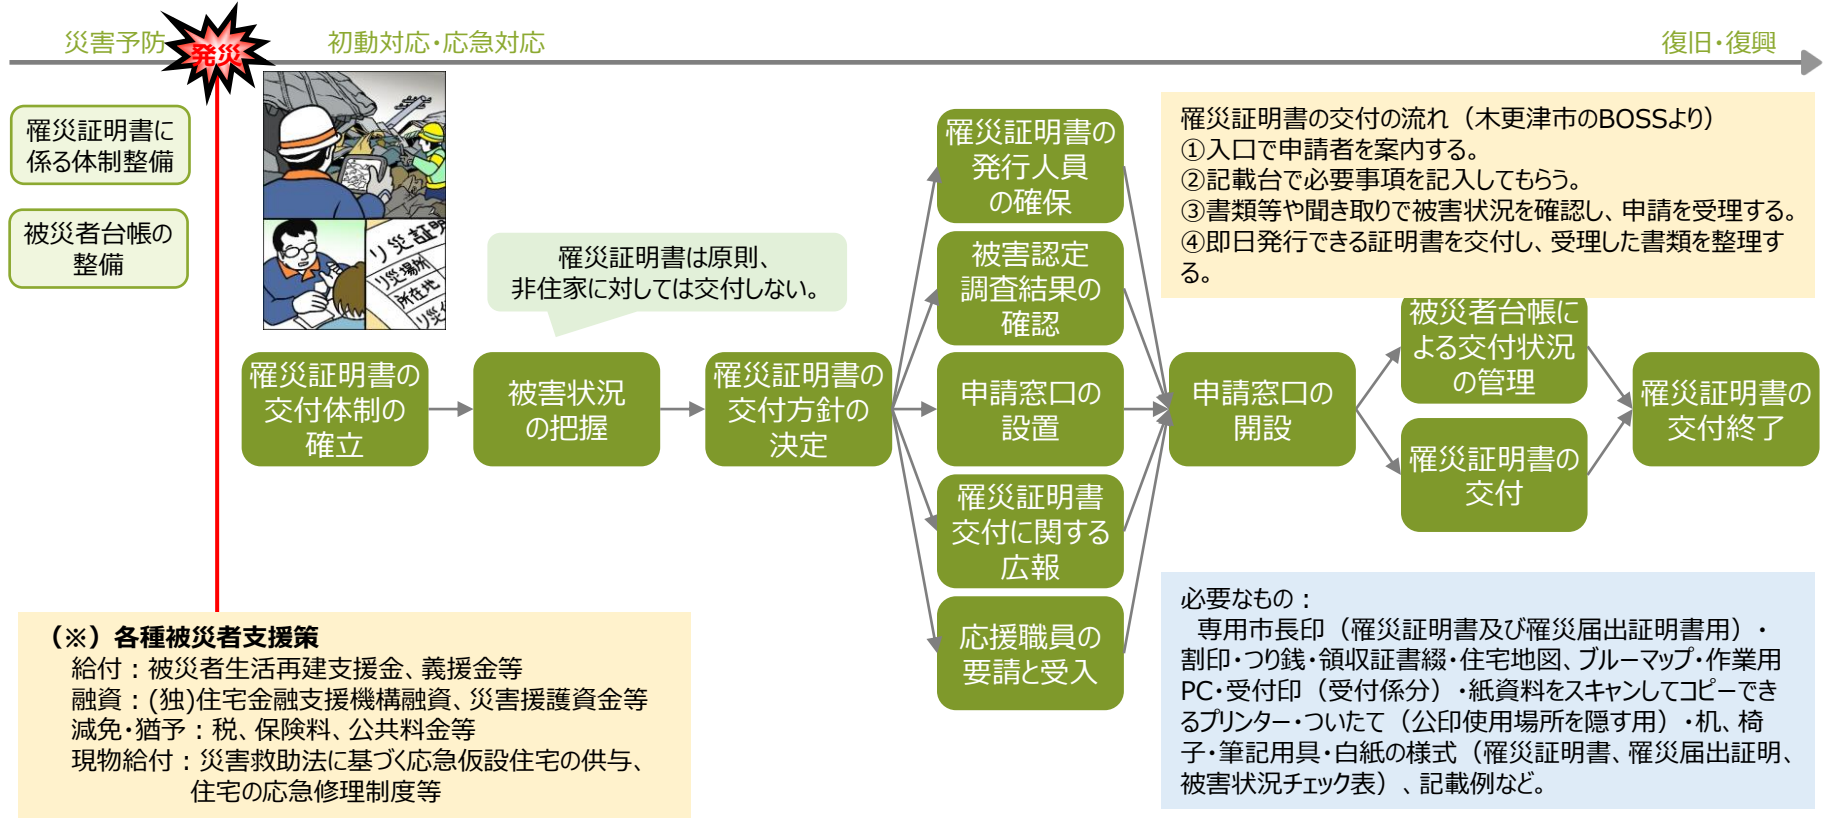 災害予防
発災
初動対応・応急対応
復旧・復興
罹災証明書に
係る体制整備
被災者台帳の
整備
リ災証明
リ災場所
所在地
罹災証明書は原則、
非住家に対しては交付しない。
罹災証明書の
交付体制の
確立
被害状況
の把握
罹災証明書の
交付方針の
決定
罹災証明書の
発行人員
の確保
被害認定
調査結果の
確認
申請窓口の
設置
罹災証明書
交付に関する
広報
応援職員の
要請と受入
申請窓口の
開設
罹災証明書の交付の流れ（木更津市のBOSSより）
①入口で申請者を案内する。
②記載台で必要事項を記入してもらう。
③書類等や聞き取りで被害状況を確認し、申請を受理する。
④即日発行できる証明書を交付し、受理した書類を整理す
る。
被災者台帳に
よる交付状況
の管理
罹災証明書の
交付
罹災証明書の
交付終了
（※）各種被災者支援策
給付：被災者生活再建支援金、義援金等
融資：(独)住宅金融支援機構融資、災害援護資金等
減免・猶予：税、保険料、公共料金等
現物給付：災害救助法に基づく応急仮設住宅の供与、
住宅の応急修理制度等
必要なもの：
専用市長印（罹災証明書及び罹災届出証明書用）・
割印・つり銭・領収証書綴・住宅地図、ブルーマップ・作業用
PC・受付印（受付係分）・紙資料をスキャンしてコピーでき
るプリンター・ついたて（公印使用場所を隠す用）・机、椅
子・筆記用具・白紙の様式（罹災証明書、罹災届出証明、
被害状況チェック表）、記載例など。